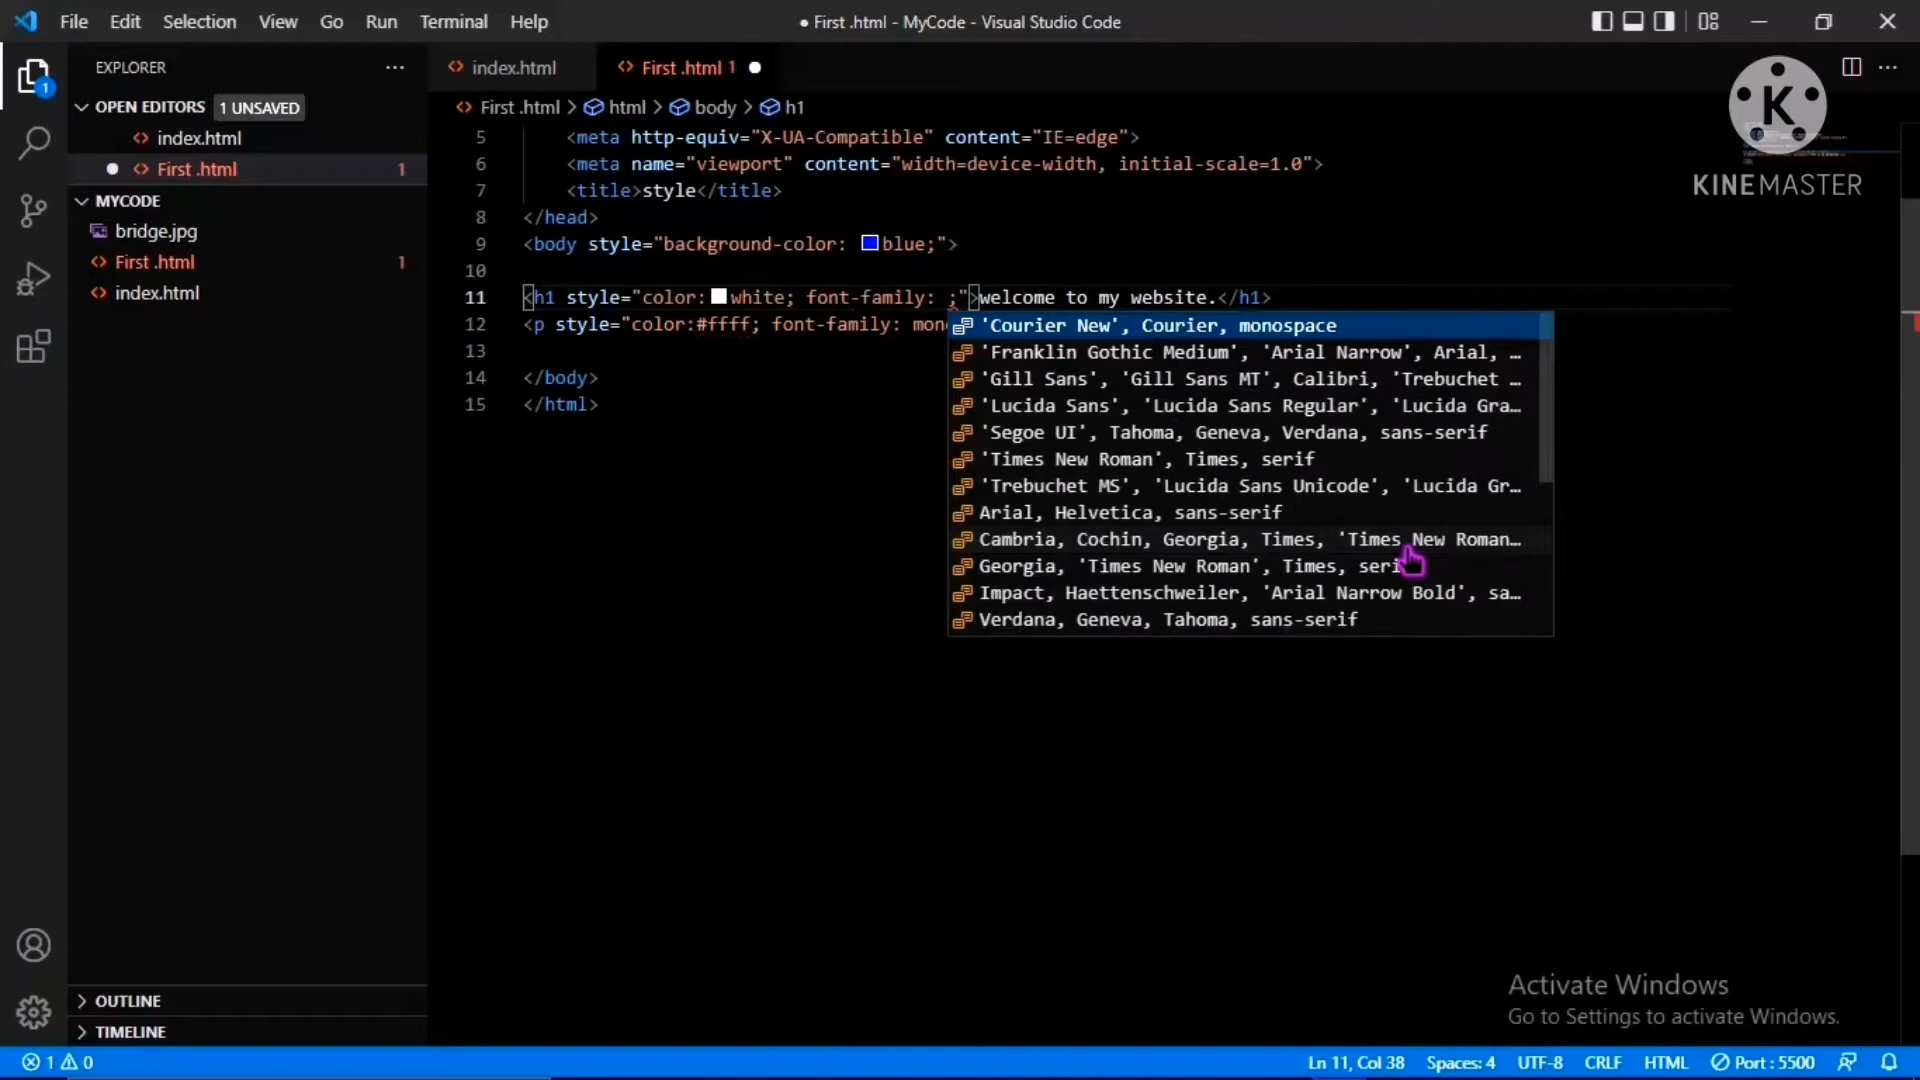 File Edit Selection View Go Run Terminal Help
● First .html - MyCode - Visual Studio Code
EXPLORER
OPEN EDITORS 1 UNSAVED
index.html
First .html 1
MYCODE
bridge.jpg
First .html 1
index.html
OUTLINE
TIMELINE
index.html
First .html 1
First .html > html > body > h1
5 <meta http-equiv="X-UA-Compatible" content="IE=edge">
6 <meta name="viewport" content="width=device-width, initial-scale=1.0">
7 <title>style</title>
8 </head>
9 <body style="background-color: blue;">
10
11 <h1 style="color: white; font-family: ;">welcome to my website.</h1>
12 <p style="color:#ffff; font-family:
13
14 </body>
15 </html>
'Courier New', Courier, monospace
'Franklin Gothic Medium', 'Arial Narrow', Arial, …
'Gill Sans', 'Gill Sans MT', Calibri, 'Trebuchet …
'Lucida Sans', 'Lucida Sans Regular', 'Lucida Gra…
'Segoe UI', Tahoma, Geneva, Verdana, sans-serif
'Times New Roman', Times, serif
'Trebuchet MS', 'Lucida Sans Unicode', 'Lucida Gr…
Arial, Helvetica, sans-serif
Cambria, Cochin, Georgia, Times, 'Times New Roman…
Georgia, 'Times New Roman', Times, seri
Impact, Haettenschweiler, 'Arial Narrow Bold', sa…
Verdana, Geneva, Tahoma, sans-serif
K
KINEMASTER
Activate Windows
Go to Settings to activate Windows.
1 0
Ln 11, Col 38 Spaces: 4 UTF-8 CRLF HTML Port : 5500